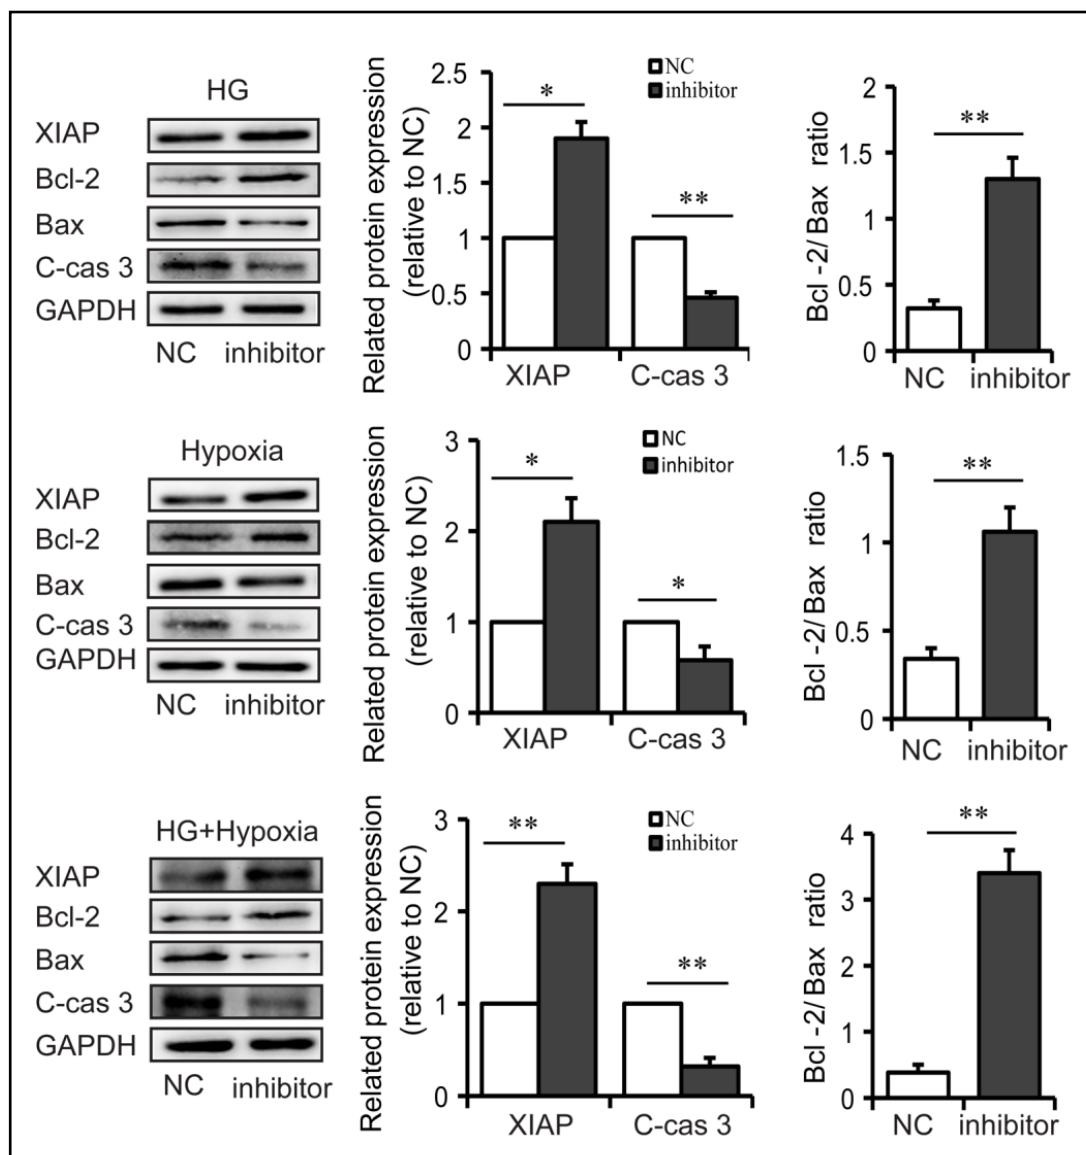 HG
XIAP
Bcl-2
Bax
C-cas 3
GAPDH
NC inhibitor
Related protein expression
(relative to NC)
2.5
2
1.5
1
0.5
0
NC
inhibitor
*
**
XIAP C-cas 3
Bcl -2/ Bax ratio
2
1.5
1
0.5
0
**
NC inhibitor
Hypoxia
XIAP
Bcl-2
Bax
C-cas 3
GAPDH
NC inhibitor
Related protein expression
(relative to NC)
3
2
1
0
NC
inhibitor
*
*
XIAP C-cas 3
Bcl -2/ Bax ratio
1.5
1
0.5
0
**
NC inhibitor
HG+Hypoxia
XIAP
Bcl-2
Bax
C-cas 3
GAPDH
NC inhibitor
Related protein expression
(relative to NC)
3
2
1
0
NC
inhibitor
**
**
XIAP C-cas 3
Bcl -2/ Bax ratio
4
3
2
1
0
**
NC inhibitor